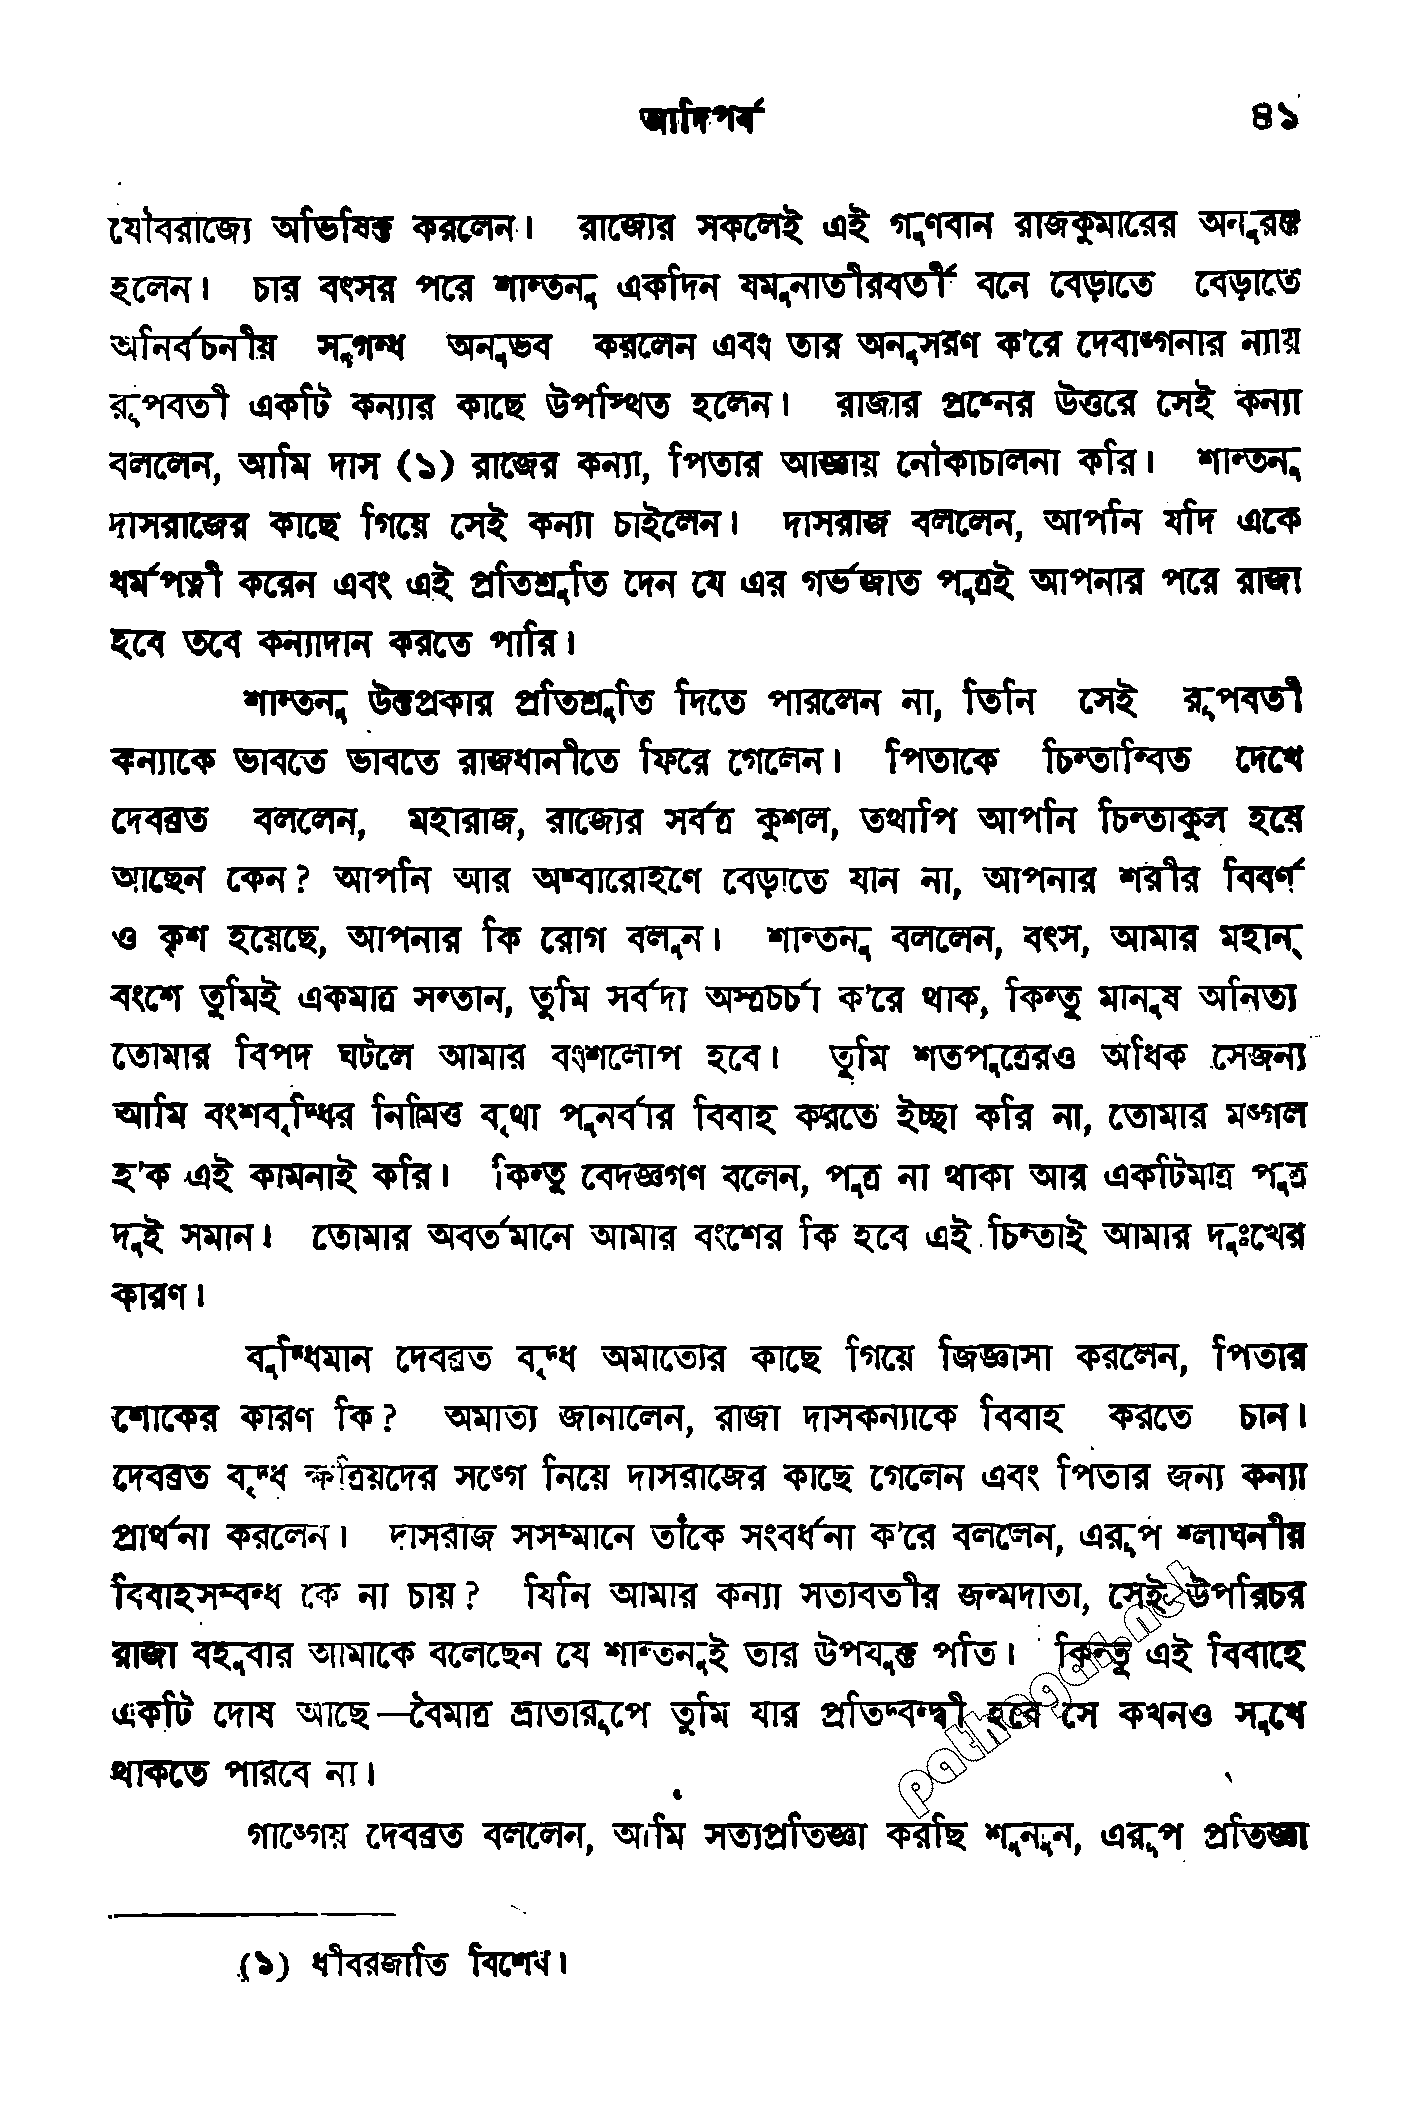 আদিপর্ব ৪১
যৌবরাজ্যে অভিষিক্ত করলেন। রাজ্যের সকলেই এই গুণবান রাজকুমারের অনুরক্ত
হলেন। চার বৎসর পরে শান্তনু একদিন যমুনাতীরবর্তী বনে বেড়াতে বেড়াতে
অনির্বচনীয় সুগন্ধ অনুভব করলেন এবং তার অনুসরণ ক'রে দেবাঙ্গনার ন্যায়
রূপবতী একটি কন্যার কাছে উপস্থিত হলেন। রাজার প্রশ্নের উত্তরে সেই কন্যা
বললেন, আমি দাস (১) রাজের কন্যা, পিতার আজ্ঞায় নৌকাচালনা করি। শান্তনু
দাসরাজের কাছে গিয়ে সেই কন্যা চাইলেন। দাসরাজ বললেন, আপনি যদি একে
ধর্মপত্নী করেন এবং এই প্রতিশ্রুতি দেন যে এর গর্ভজাত পুত্রই আপনার পরে রাজা
হবে তবে কন্যাদান করতে পারি।
শান্তনু উক্তপ্রকার প্রতিশ্রুতি দিতে পারলেন না, তিনি সেই রূপবতী
কন্যাকে ভাবতে ভাবতে রাজধানীতে ফিরে গেলেন। পিতাকে চিন্তান্বিত দেখে
দেবব্রত বললেন, মহারাজ, রাজ্যের সর্বত্র কুশল, তথাপি আপনি চিন্তাকুল হয়ে
আছেন কেন? আপনি আর অশ্বারোহণে বেড়াতে যান না, আপনার শরীর বিবর্ণ
ও কৃশ হয়েছে, আপনার কি রোগ বলুন। শান্তনু বললেন, বৎস, আমার মহান্
বংশে তুমিই একমাত্র সন্তান, তুমি সর্বদা অস্ত্রচর্চা ক'রে থাক, কিন্তু মানুষ অনিত্য
তোমার বিপদ ঘটলে আমার বংশলোপ হবে। তুমি শতপুত্রেরও অধিক সেজন্য
আমি বংশবৃদ্ধির নিমিত্ত বৃথা পুনর্বার বিবাহ করতে ইচ্ছা করি না, তোমার মঙ্গল
হ'ক এই কামনাই করি। কিন্তু বেদজ্ঞগণ বলেন, পুত্র না থাকা আর একটিমাত্র পুত্র
দুই সমান। তোমার অবর্তমানে আমার বংশের কি হবে এই চিন্তাই আমার দুঃখের
কারণ।
বুদ্ধিমান দেবব্রত বৃদ্ধ অমাত্যের কাছে গিয়ে জিজ্ঞাসা করলেন, পিতার
শোকের কারণ কি? অমাত্য জানালেন, রাজা দাসকন্যাকে বিবাহ করতে চান।
দেবব্রত বৃদ্ধ ক্ষত্রিয়দের সঙ্গে নিয়ে দাসরাজের কাছে গেলেন এবং পিতার জন্য কন্যা
প্রার্থনা করলেন। দাসরাজ সসম্মানে তাঁকে সংবর্ধনা ক'রে বললেন, এরূপ শ্লাঘনীয়
বিবাহসম্বন্ধ কে না চায়? যিনি আমার কন্যা সত্যবতীর জন্মদাতা, সেই উপরিচর
রাজা বহুবার আমাকে বলেছেন যে শান্তনুই তার উপযুক্ত পতি। কিন্তু এই বিবাহে
একটি দোষ আছে—বৈমাত্র ভ্রাতারূপে তুমি যার প্রতিদ্বন্দ্বী হবে সে কখনও সুখে
থাকতে পারবে না।
গাঙ্গেয় দেবব্রত বললেন, আমি সত্যপ্রতিজ্ঞা করছি শুনুন, এরূপ প্রতিজ্ঞা
(১) ধীবরজাতি বিশেষ।
pathagar.net